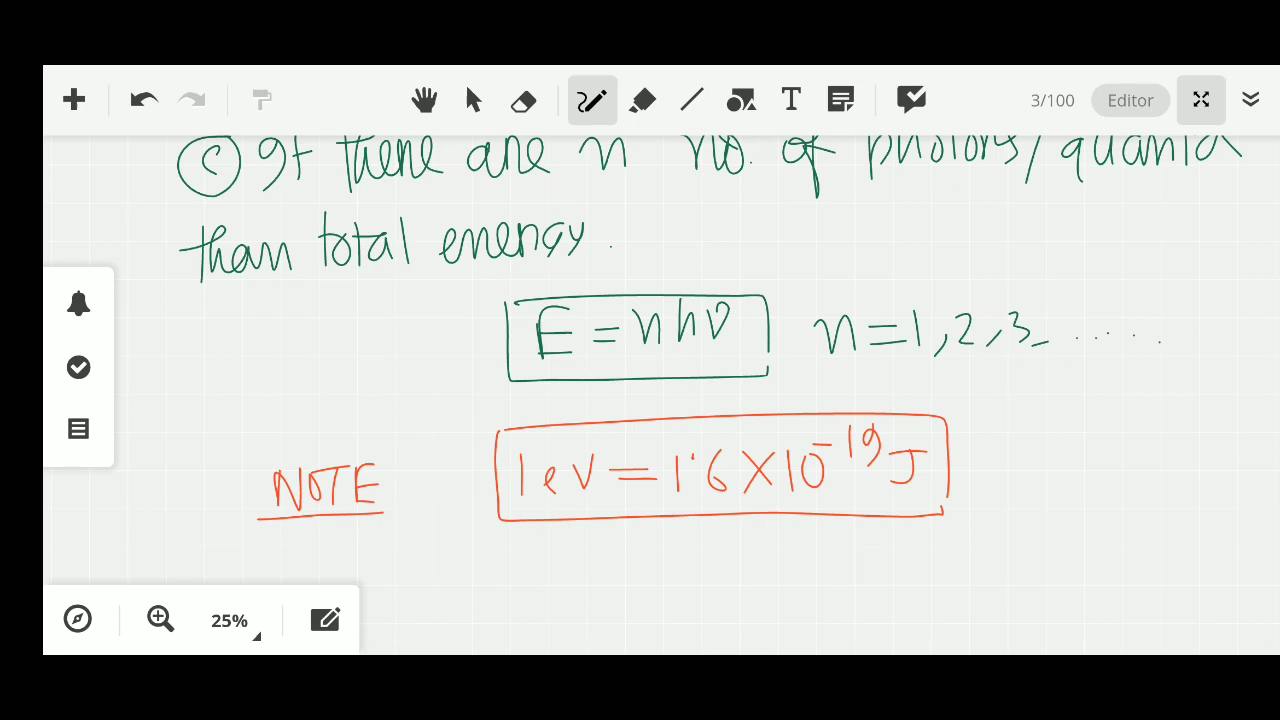 3/100 Editor
Ⓒ If there are n no. of photons/quanta
than total energy.
E = nhν n=1,2,3- .....
NOTE 1 eV = 1.6 X 10⁻¹⁹ J
25%